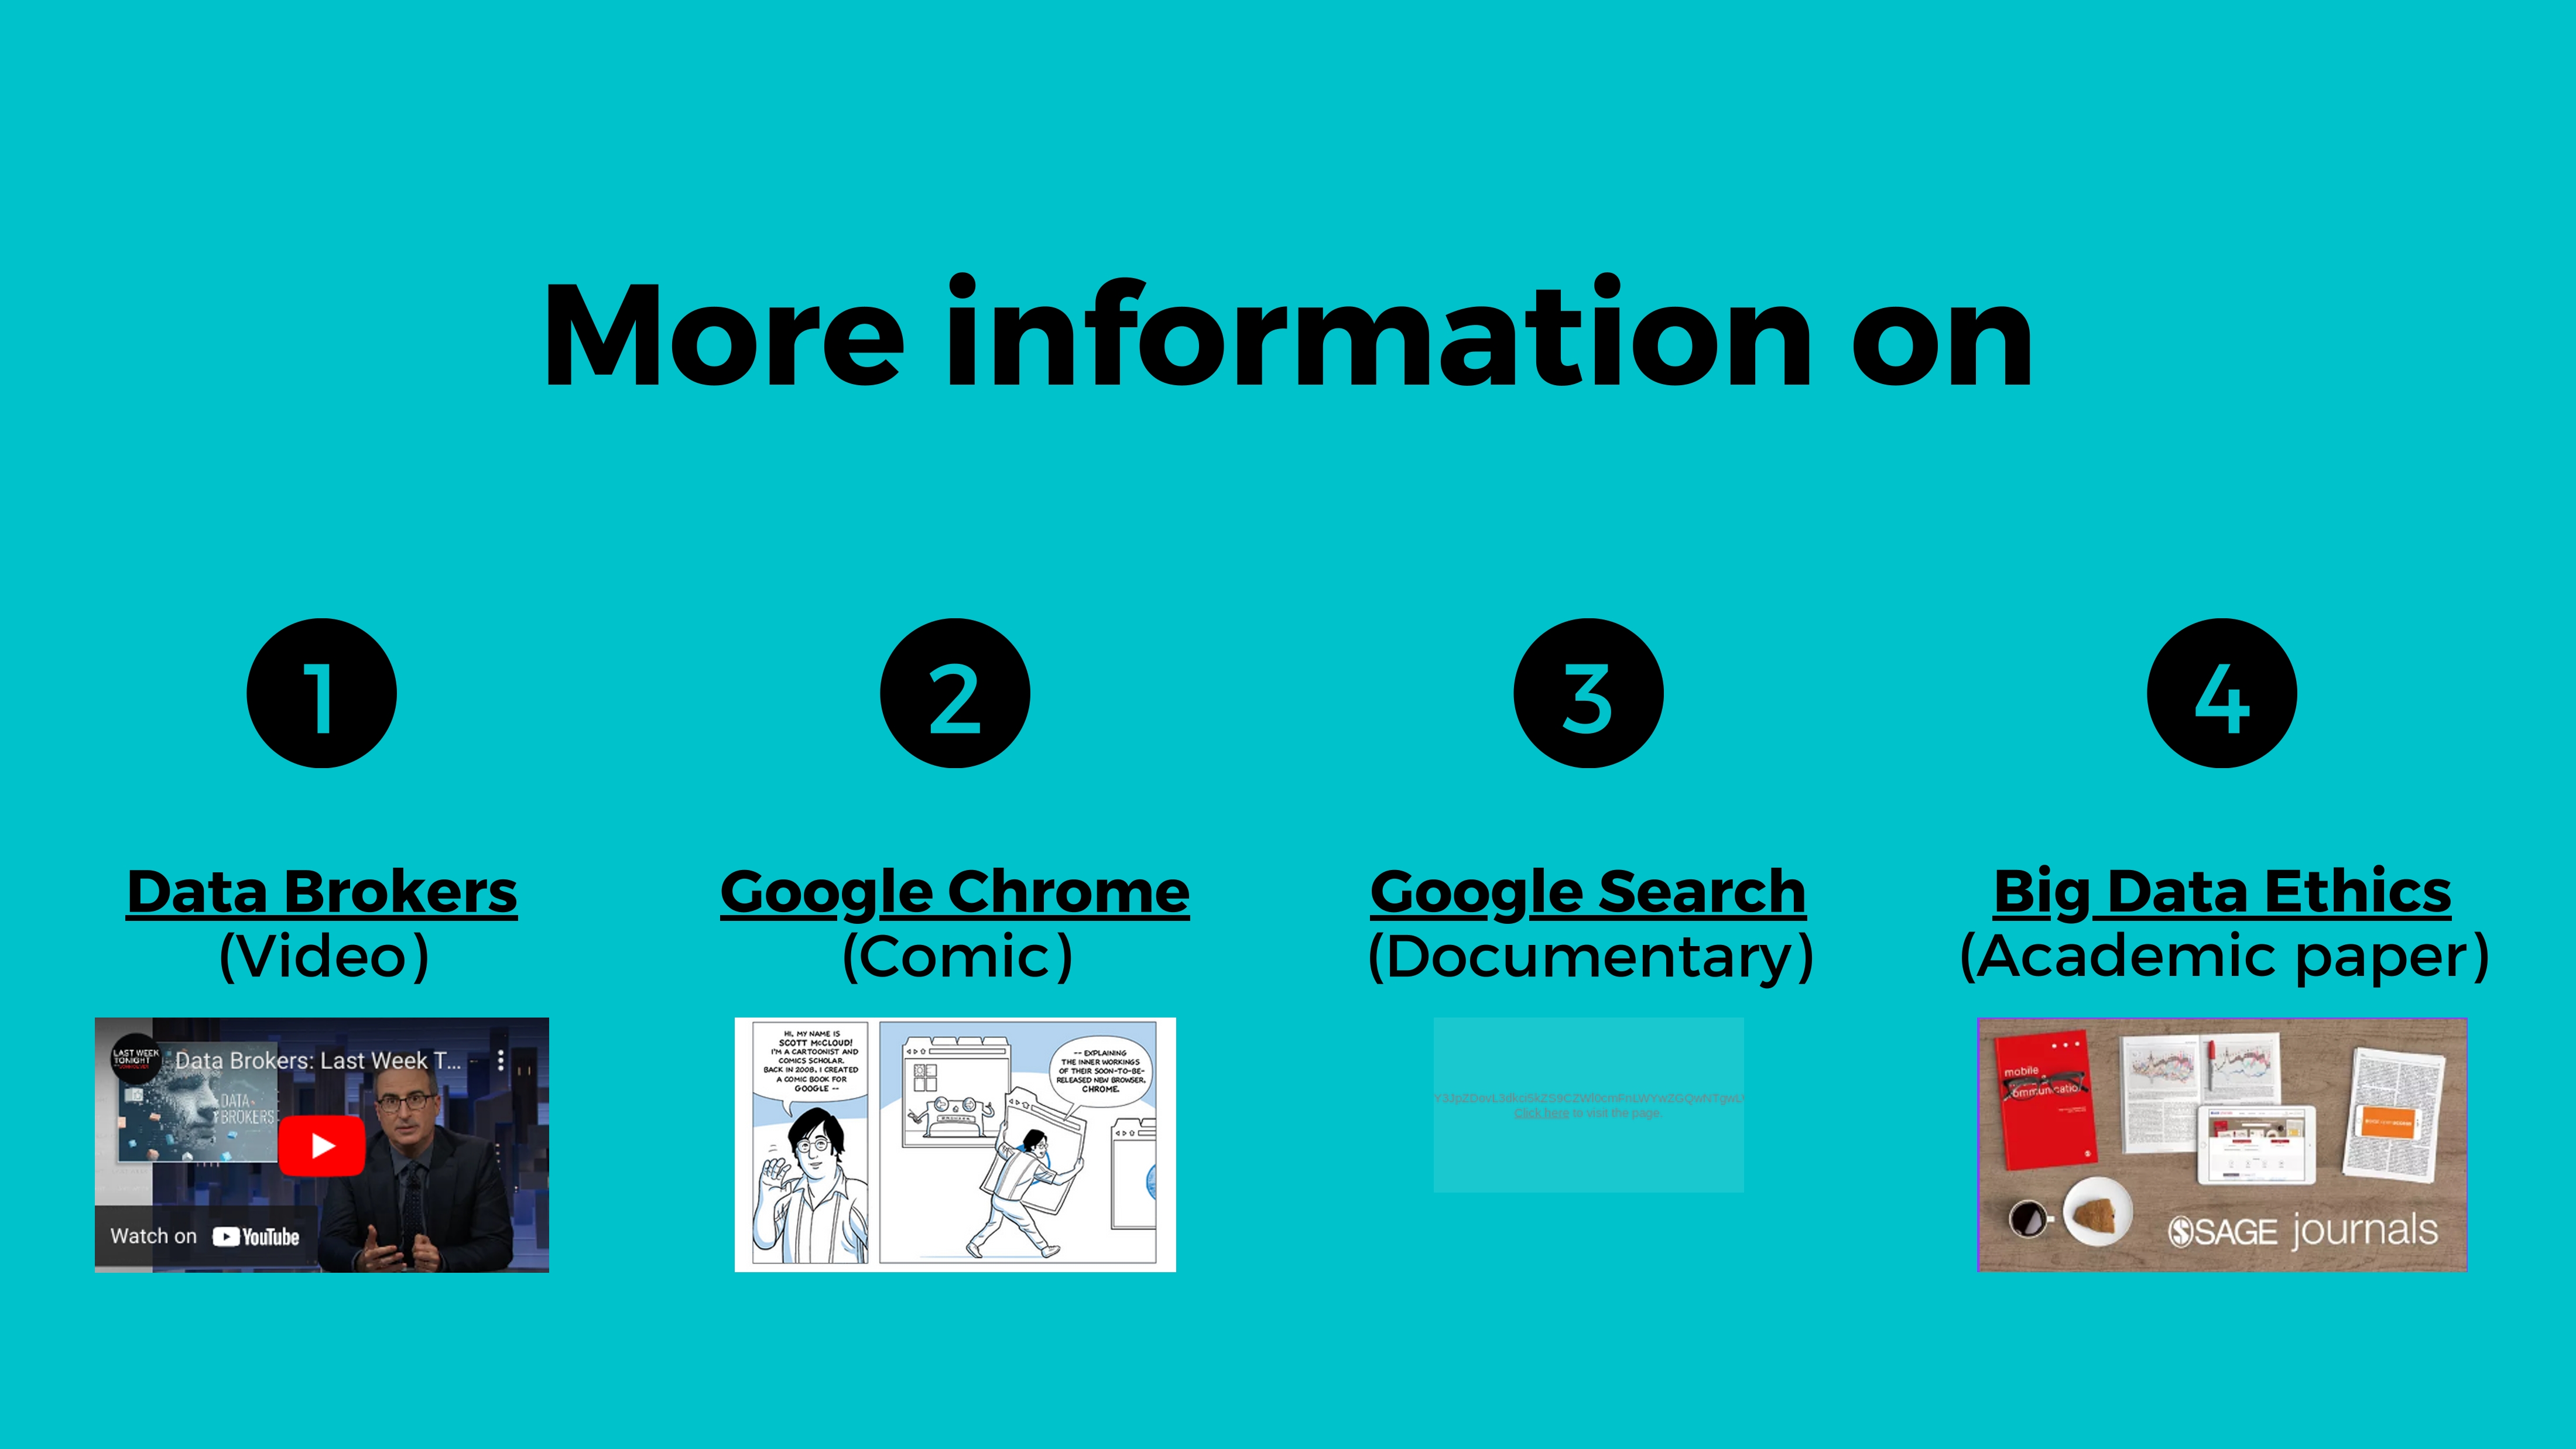 More information on
1
2
3
4
Data Brokers
(Video)
Google Chrome
(Comic)
Google Search
(Documentary)
Big Data Ethics
(Academic paper)
LAST WEEK
TONIGHT
Data Brokers: Last Week T...
DATA
BROKERS
Watch on YouTube
HI, MY NAME IS
SCOTT McCLOUD!
I'M A CARTOONIST AND
COMICS SCHOLAR.
BACK IN 2008, I CREATED
A COMIC BOOK FOR
GOOGLE --
-- EXPLAINING
THE INNER WORKINGS
OF THEIR SOON-TO-BE-
RELEASED NEW BROWSER,
CHROME.
Click here to visit the page.
mobile
SAGE journals